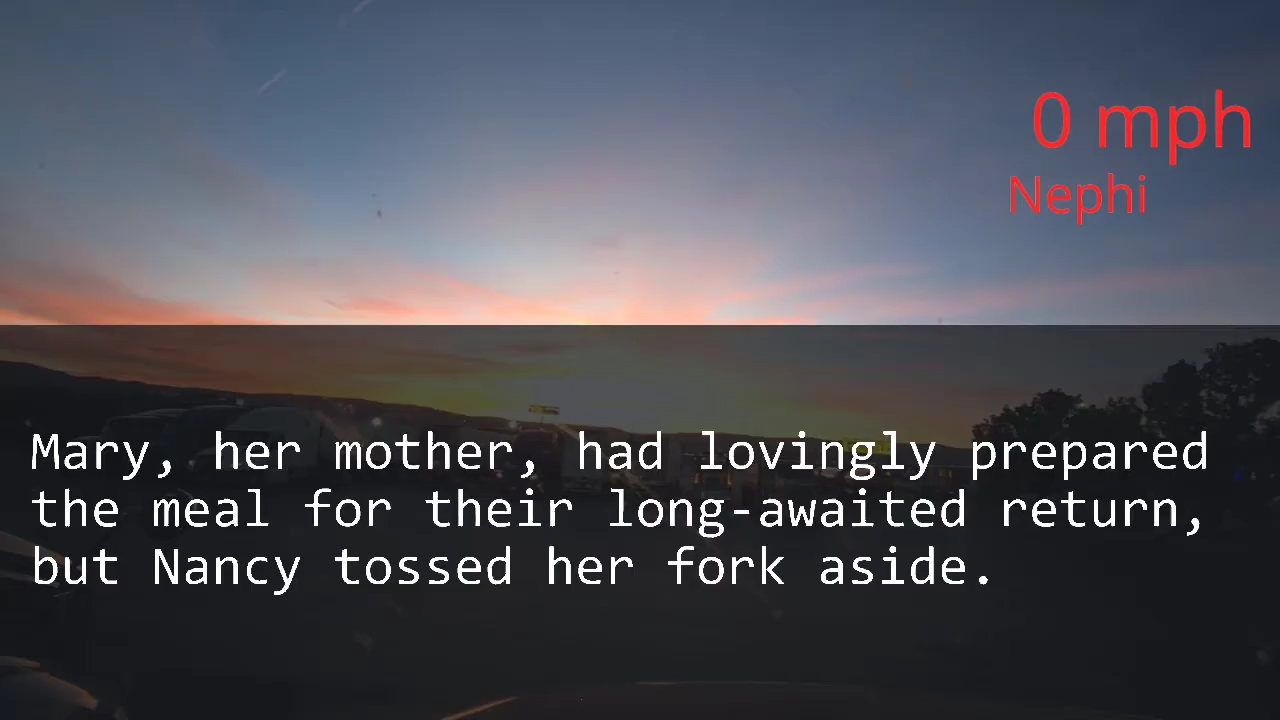 0 mph
Nephi
Mary, her mother, had lovingly prepared
the meal for their long-awaited return,
but Nancy tossed her fork aside.